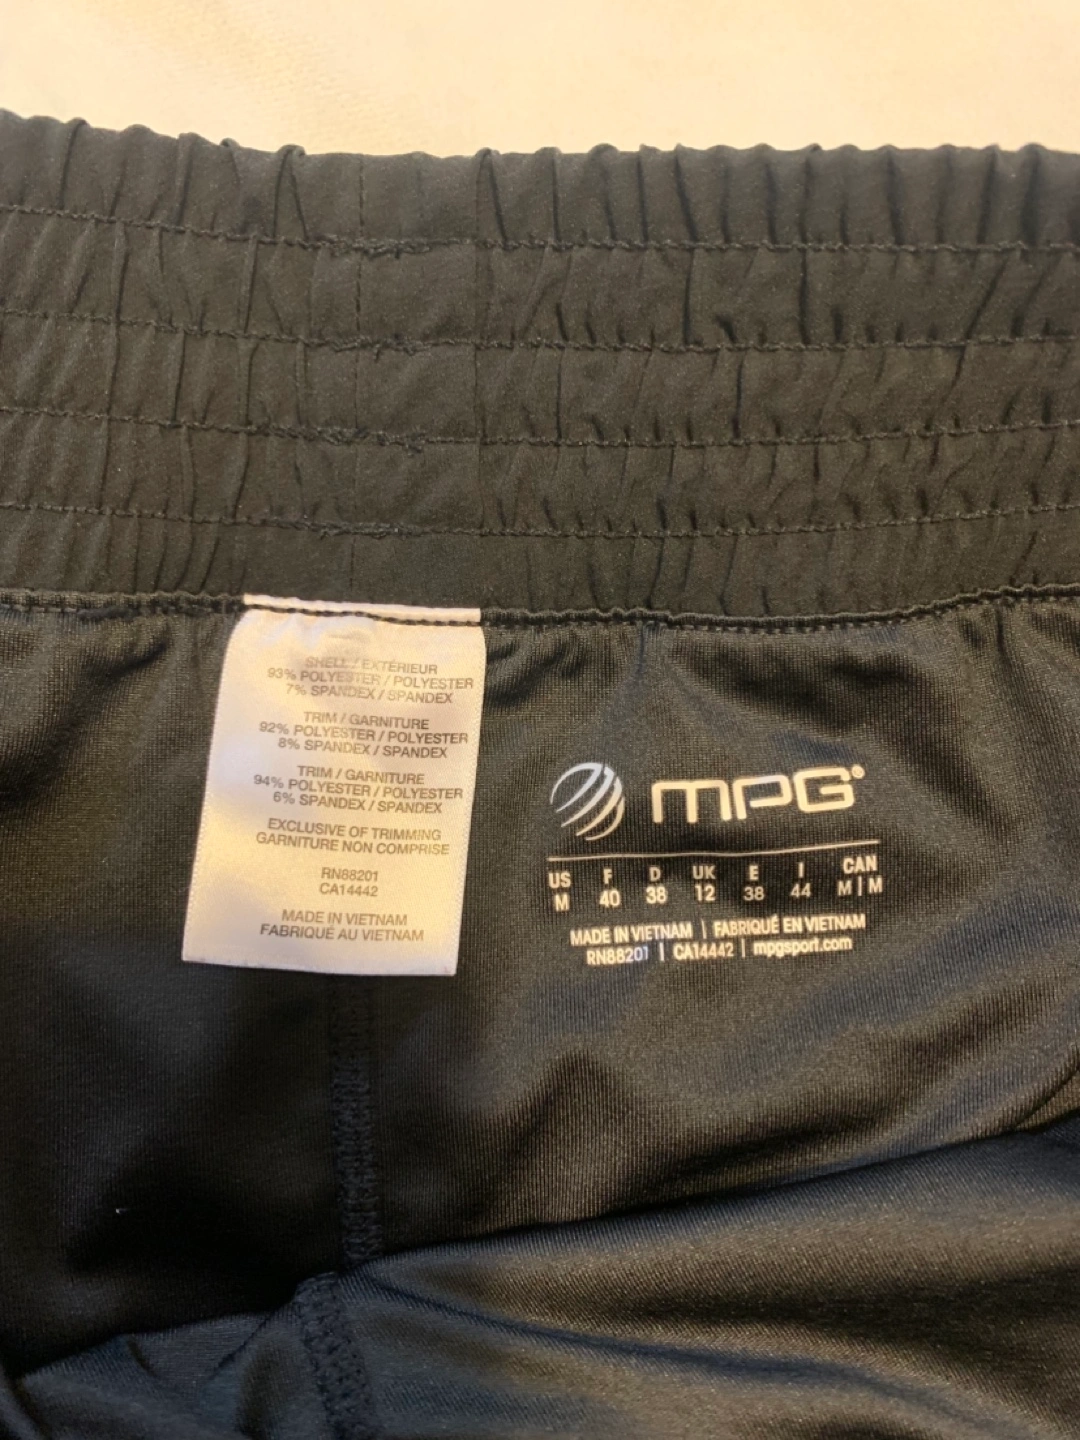 SHELL / EXTÉRIEUR
93% POLYESTER / POLYESTER
7% SPANDEX / SPANDEX
TRIM / GARNITURE
92% POLYESTER / POLYESTER
8% SPANDEX / SPANDEX
TRIM / GARNITURE
94% POLYESTER / POLYESTER
6% SPANDEX / SPANDEX
EXCLUSIVE OF TRIMMING
GARNITURE NON COMPRISE
RN88201
CA14442
MADE IN VIETNAM
FABRIQUÉ AU VIETNAM
MPG®
US F D UK E I CAN
M 40 38 12 38 44 M | M
MADE IN VIETNAM | FABRIQUÉ EN VIETNAM
RN88201 | CA14442 | mpgsport.com